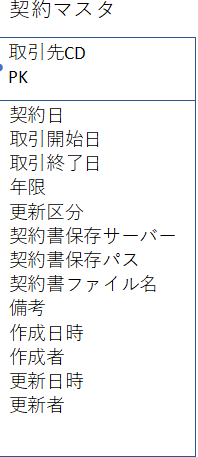 契約マスタ
取引先CD
PK
契約日
取引開始日
取引終了日
年限
更新区分
契約書保存サーバー
契約書保存パス
契約書ファイル名
備考
作成日時
作成者
更新日時
更新者